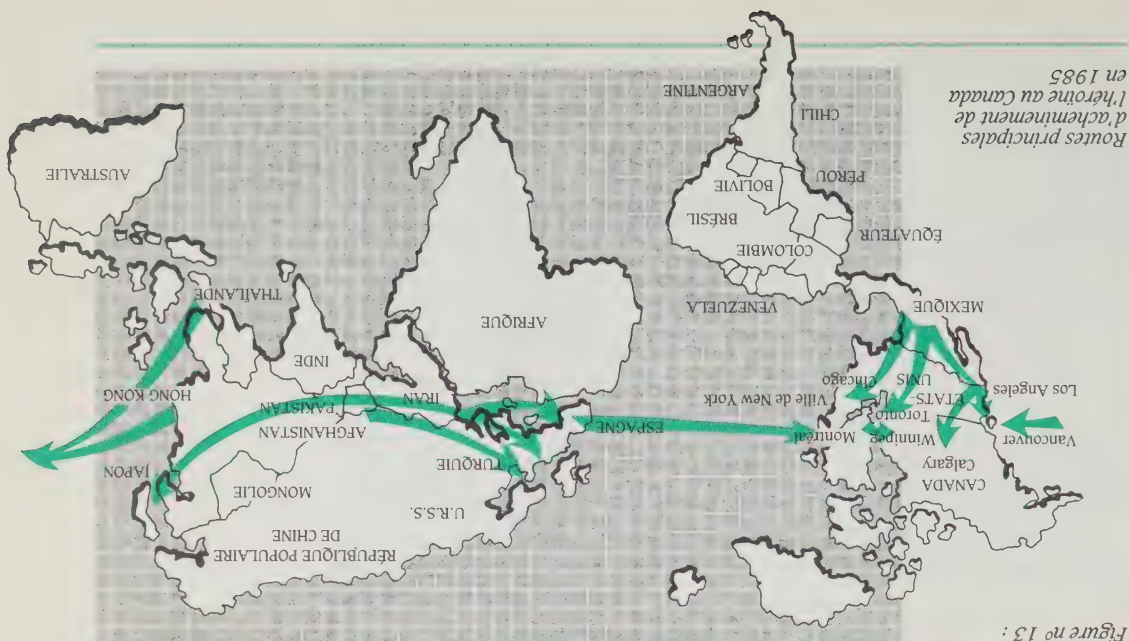 Figure nº 13 :
Routes principales
d'acheminement de
l'héroïne au Canada
en 1985
CANADA
Calgary
Vancouver
Winnipeg
Montréal
Toronto
Los Angeles
ETATS-
UNIS
Chicago
Ville de New York
MEXIQUE
VENEZUELA
COLOMBIE
ÉQUATEUR
BRÉSIL
PÉROU
BOLIVIE
CHILI
ARGENTINE
RÉPUBLIQUE POPULAIRE
DE CHINE
U.R.S.S.
MONGOLIE
TURQUIE
JAPON
ESPAGNE
AFGHANISTAN
PAKISTAN
IRAN
HONG KONG
INDE
AFRIQUE
THAÏLANDE
AUSTRALIE